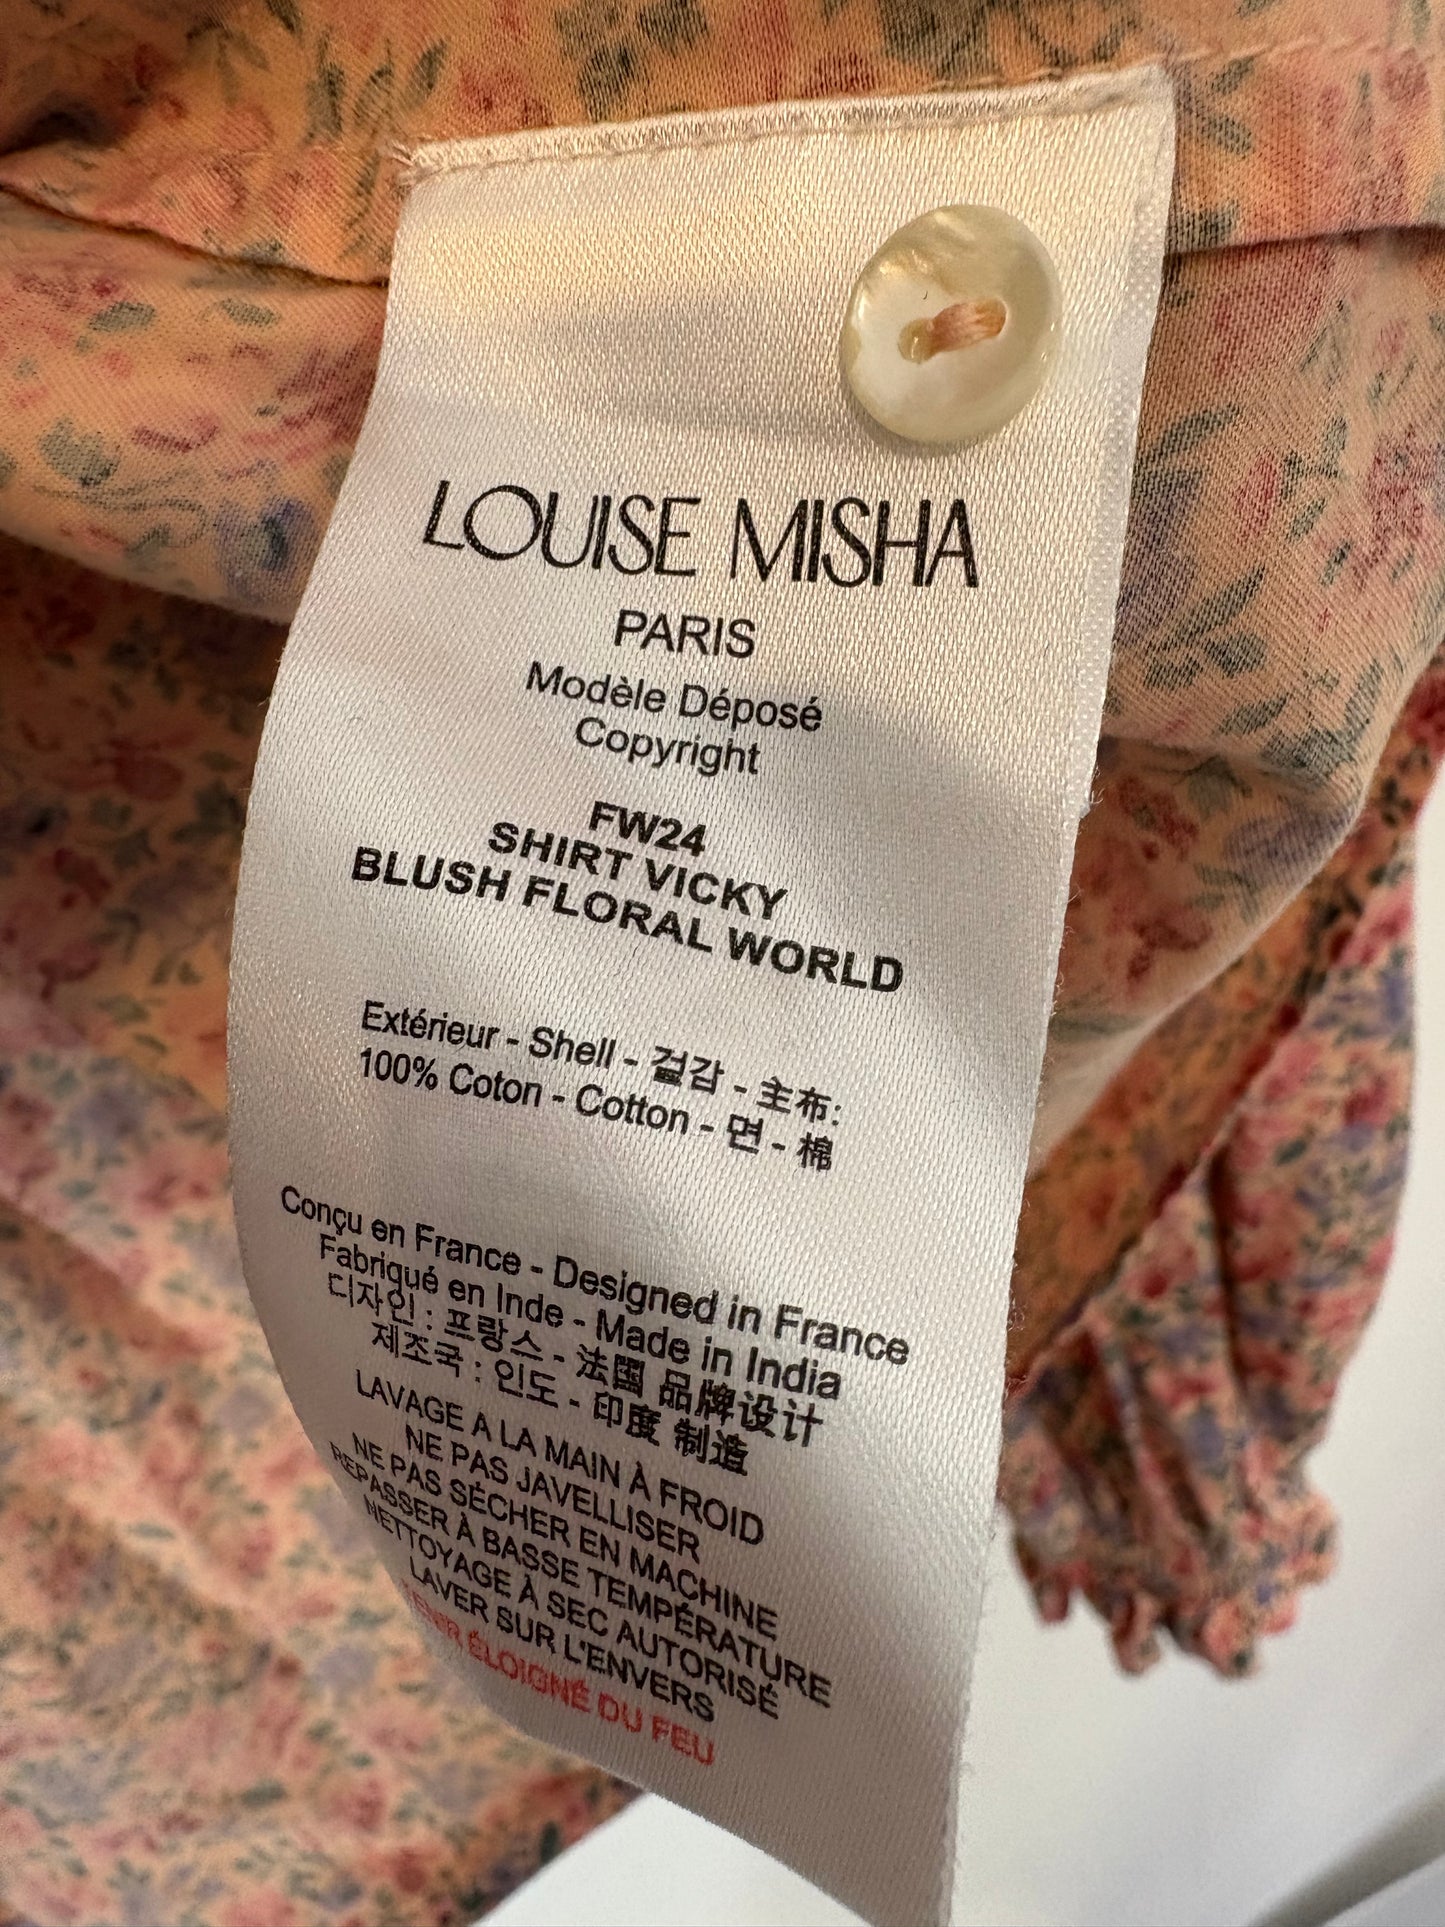 LOUISE MISHA
PARIS
Modèle Déposé
Copyright
FW24
SHIRT VICKY
BLUSH FLORAL WORLD
Extérieur - Shell - 겉감 - 主布:
100% Coton - Cotton - 면 - 棉
Conçu en France - Designed in France
Fabriqué en Inde - Made in India
디자인 : 프랑스 - 法国 品牌设计
제조국 : 인도 - 印度 制造
LAVAGE A LA MAIN À FROID
NE PAS JAVELLISER
NE PAS SÉCHER EN MACHINE
REPASSER À BASSE TEMPÉRATURE
NETTOYAGE À SEC AUTORISÉ
LAVER SUR L'ENVERS
TENIR ÉLOIGNÉ DU FEU